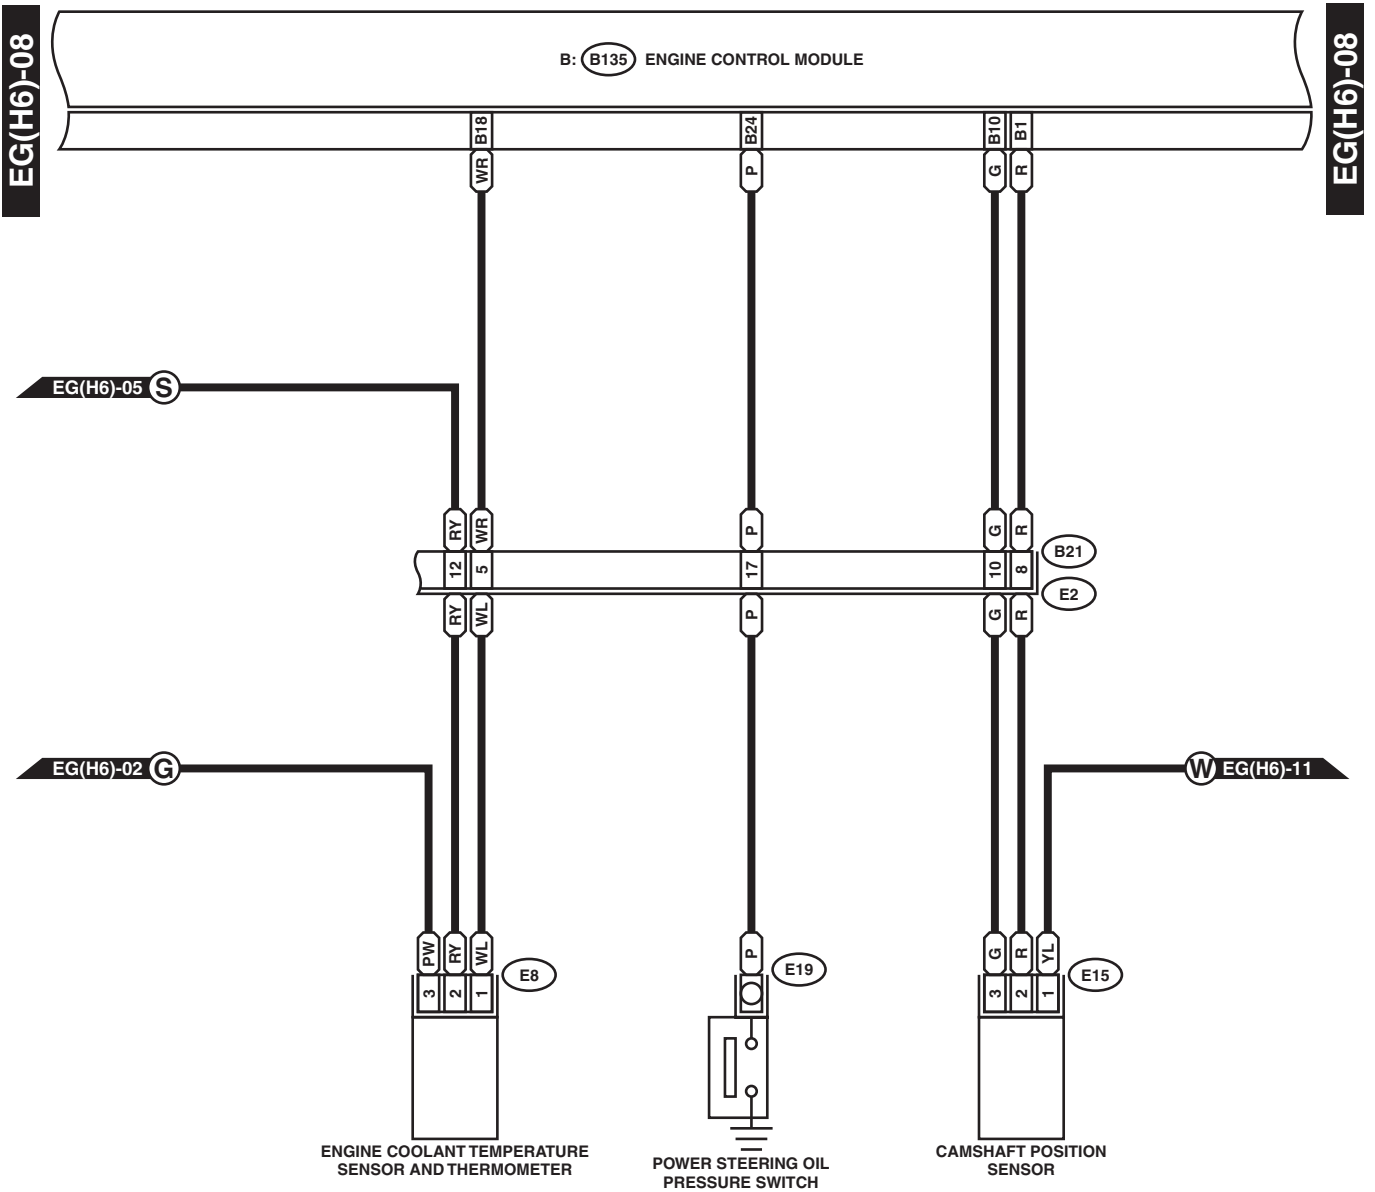 EG(H6)-08
EG(H6)-08
B: B135 ENGINE CONTROL MODULE
B18 B24 B10 B1
WR P G R
EG(H6)-05 S
RY WR P G R
B21
12 5 17 10 8
E2
RY WL P G R
EG(H6)-02 G
W EG(H6)-11
PW RY WL P G R YL
E8 E19 E15
3 2 1 3 2 1
ENGINE COOLANT TEMPERATURE
SENSOR AND THERMOMETER
POWER STEERING OIL
PRESSURE SWITCH
CAMSHAFT POSITION
SENSOR